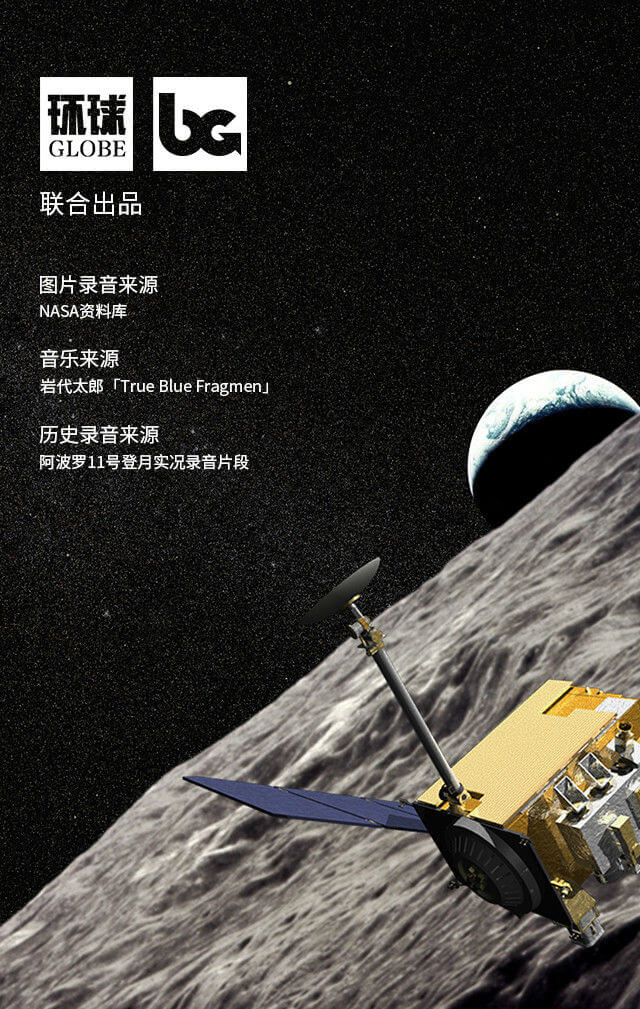 环球
GLOBE
bG
联合出品
图片录音来源
NASA资料库
音乐来源
岩代太郎「True Blue Fragmen」
历史录音来源
阿波罗11号登月实况录音片段